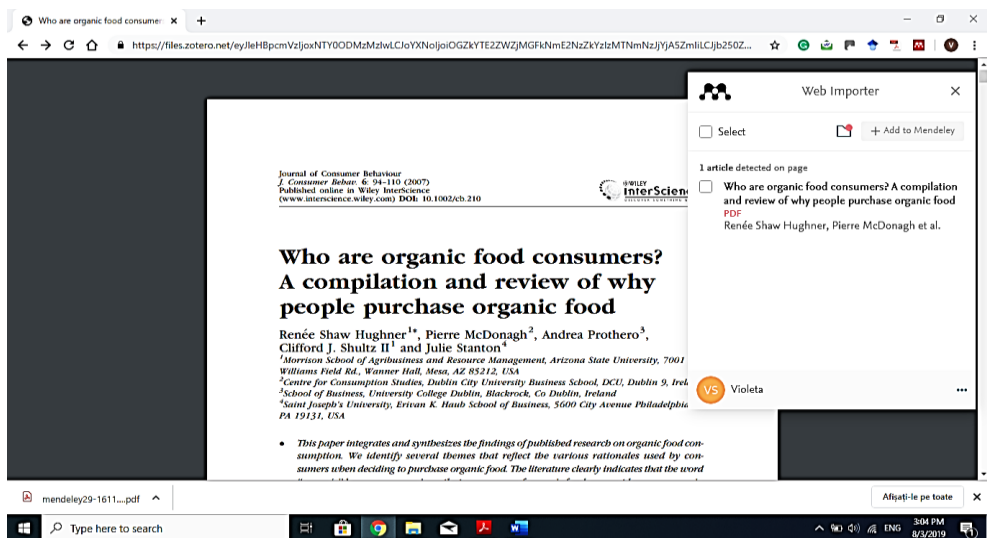 Who are organic food consumer
https://files.zotero.net/eyJleHBpcmVzIjoxNTY0ODMzMzIwLCJoYXNoIjoiOGZkYTE2ZWZjMGFkNmE2NzZkYzIzMTNmNzJjYjA5ZmIiLCJjb250Z...
Web Importer
Select
+ Add to Mendeley
1 article detected on page
Who are organic food consumers? A compilation
and review of why people purchase organic food
PDF
Renée Shaw Hughner, Pierre McDonagh et al.
VS Violeta
Journal of Consumer Behaviour
J. Consumer Behav. 6: 94–110 (2007)
Published online in Wiley InterScience
(www.interscience.wiley.com) DOI: 10.1002/cb.210
WILEY
InterScien
Who are organic food consumers?
A compilation and review of why
people purchase organic food
Renée Shaw Hughner1*, Pierre McDonagh2, Andrea Prothero3,
Clifford J. Shultz II1 and Julie Stanton4
1Morrison School of Agribusiness and Resource Management, Arizona State University, 7001
Williams Field Rd., Wanner Hall, Mesa, AZ 85212, USA
2Centre for Consumption Studies, Dublin City University Business School, DCU, Dublin 9, Irel
3School of Business, University College Dublin, Blackrock, Co Dublin, Ireland
4Saint Joseph's University, Erivan K. Haub School of Business, 5600 City Avenue Philadelphia
PA 19131, USA
• This paper integrates and synthesizes the findings of published research on organic food con-
sumption. We identify several themes that reflect the various rationales used by con-
sumers when deciding to purchase organic food. The literature clearly indicates that the word
mendeley29-1611....pdf
Afișați-le pe toate
Type here to search
ENG
3:04 PM
8/3/2019